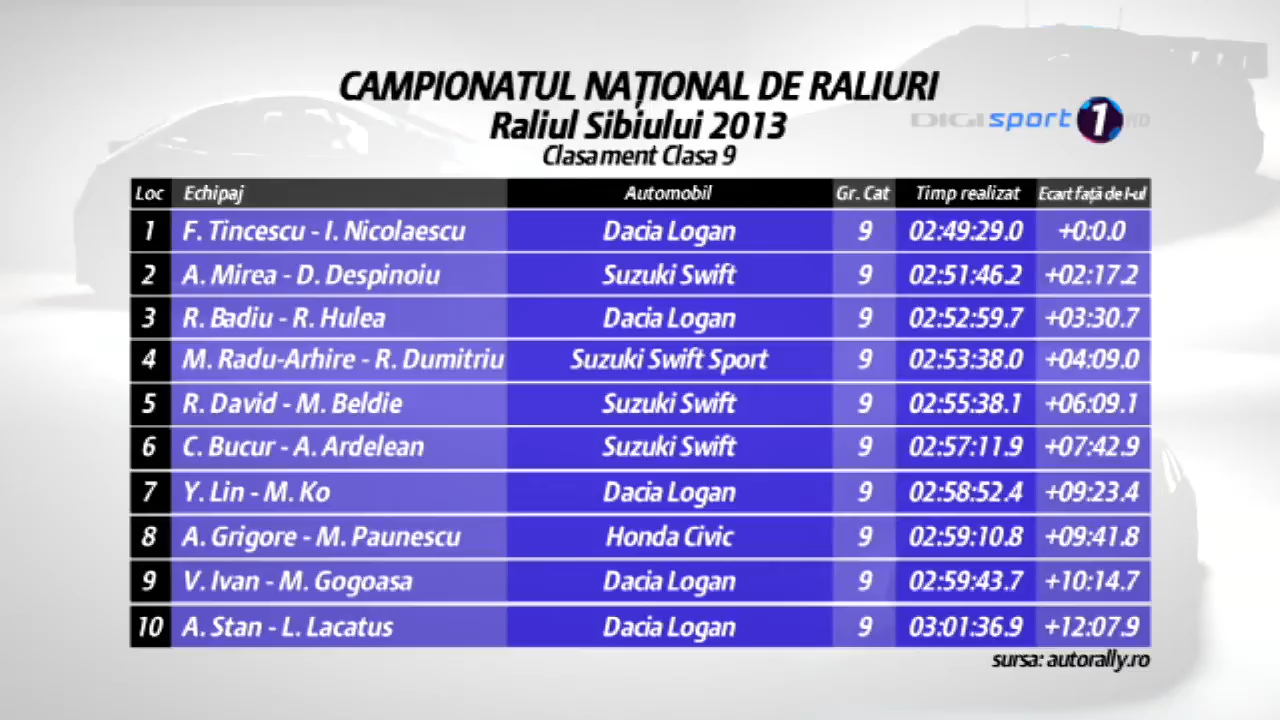 CAMPIONATUL NAȚIONAL DE RALIURI
Raliul Sibiului 2013
DIGI sport 1 HD
Clasament Clasa 9
Loc Echipaj Automobil Gr. Cat Timp realizat Ecart față de l-ul
1 F. Tincescu - I. Nicolaescu Dacia Logan 9 02:49:29.0 +0:0.0
2 A. Mirea - D. Despinoiu Suzuki Swift 9 02:51:46.2 +02:17.2
3 R. Badiu - R. Hulea Dacia Logan 9 02:52:59.7 +03:30.7
4 M. Radu-Arhire - R. Dumitriu Suzuki Swift Sport 9 02:53:38.0 +04:09.0
5 R. David - M. Beldie Suzuki Swift 9 02:55:38.1 +06:09.1
6 C. Bucur - A. Ardelean Suzuki Swift 9 02:57:11.9 +07:42.9
7 Y. Lin - M. Ko Dacia Logan 9 02:58:52.4 +09:23.4
8 A. Grigore - M. Paunescu Honda Civic 9 02:59:10.8 +09:41.8
9 V. Ivan - M. Gogoasa Dacia Logan 9 02:59:43.7 +10:14.7
10 A. Stan - L. Lacatus Dacia Logan 9 03:01:36.9 +12:07.9
sursa: autorally.ro